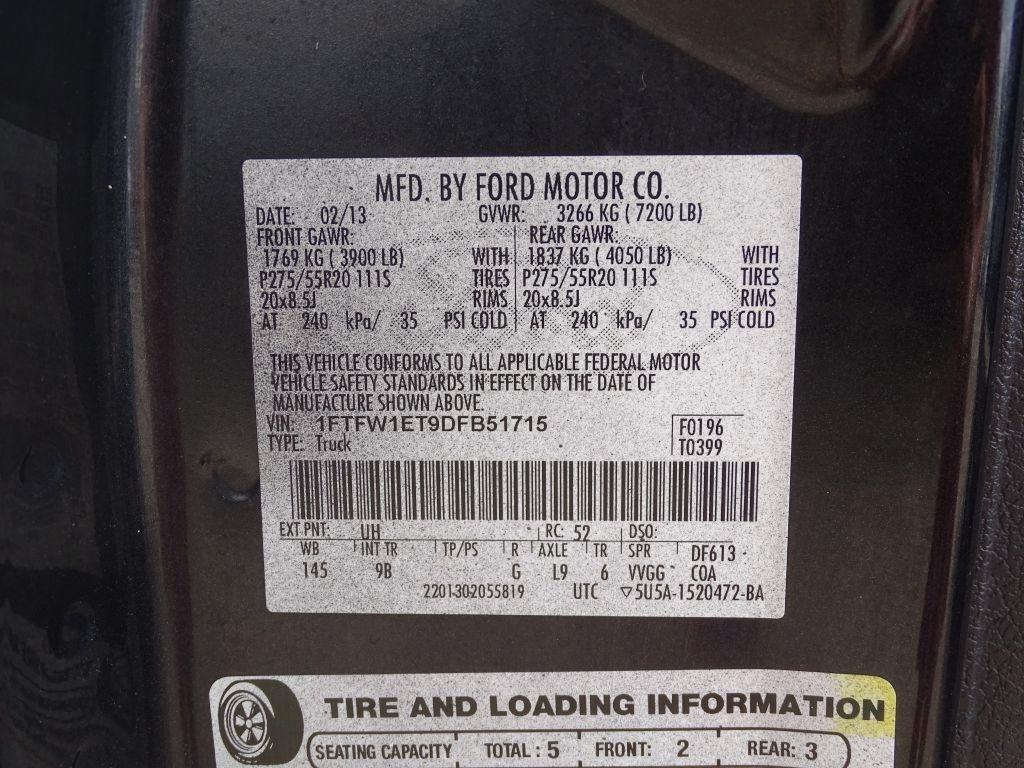 MFD. BY FORD MOTOR CO.
DATE: 02/13 GVWR: 3266 KG ( 7200 LB)
FRONT GAWR: REAR GAWR:
1769 KG ( 3900 LB) WITH 1837 KG ( 4050 LB) WITH
P275/55R20 111S TIRES P275/55R20 111S TIRES
20x8.5J RIMS 20x8.5J RIMS
AT 240 kPa/ 35 PSI COLD AT 240 kPa/ 35 PSI COLD
THIS VEHICLE CONFORMS TO ALL APPLICABLE FEDERAL MOTOR
VEHICLE SAFETY STANDARDS IN EFFECT ON THE DATE OF
MANUFACTURE SHOWN ABOVE.
VIN: 1FTFW1ET9DFB51715 F0196
TYPE: Truck T0399
EXT PNT: UH RC: 52 DSO:
WB INT TR TP/PS R AXLE TR SPR DF613
145 9B G L9 6 VVGG COA
2201302055819 UTC ▽5U5A-1520472-BA
TIRE AND LOADING INFORMATION
SEATING CAPACITY TOTAL : 5 FRONT: 2 REAR: 3